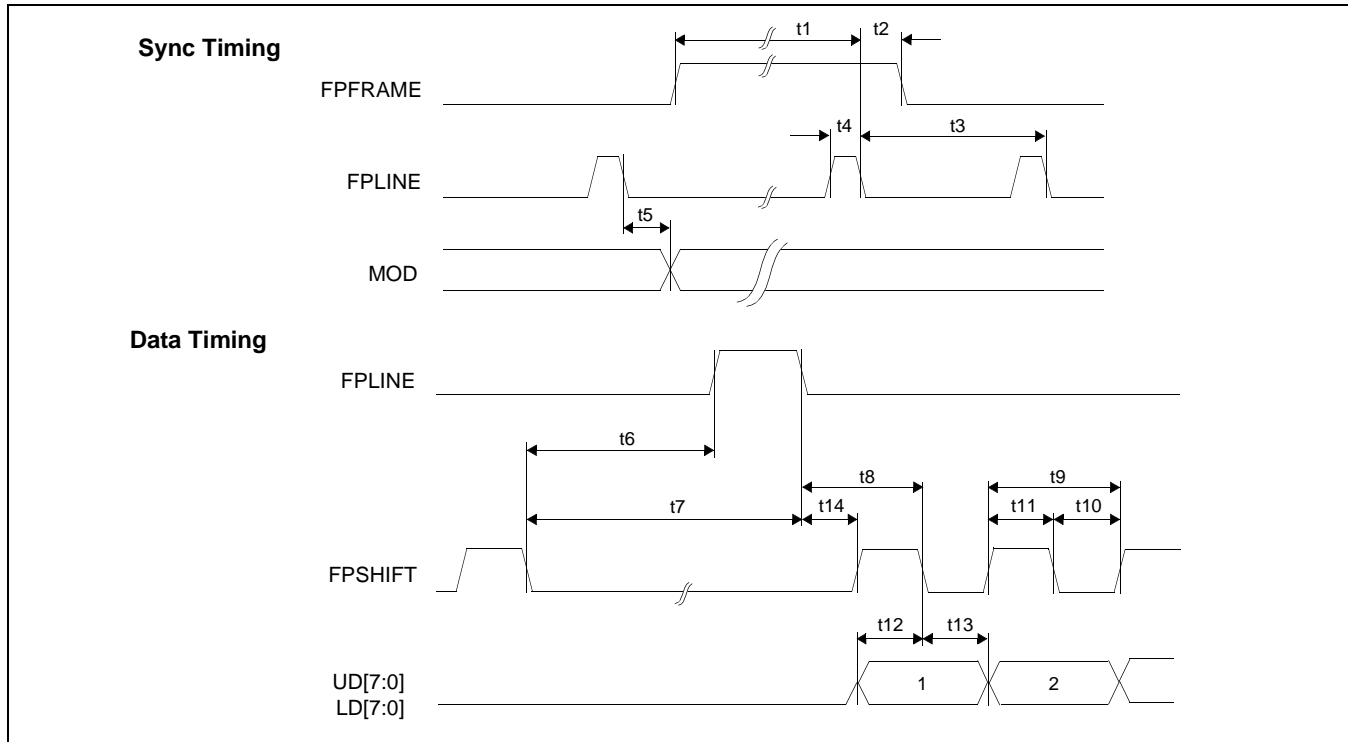 Sync Timing
t1
t2
FPFRAME
t4
t3
FPLINE
t5
MOD
Data Timing
FPLINE
t6
t8
t9
t7
t14
t11
t10
FPSHIFT
t12
t13
UD[7:0]
LD[7:0]
1
2